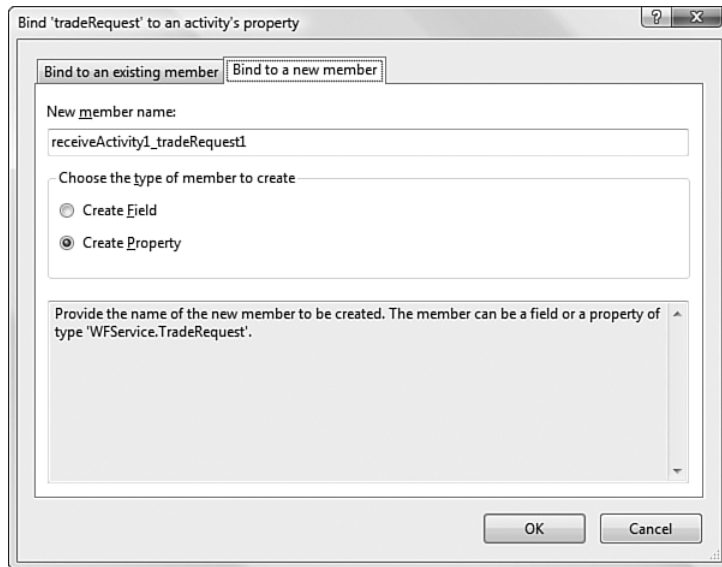 Bind 'tradeRequest' to an activity's property
Bind to an existing member
Bind to a new member
New member name:
receiveActivity1_tradeRequest1
Choose the type of member to create
Create Field
Create Property
Provide the name of the new member to be created. The member can be a field or a property of
type 'WFService.TradeRequest'.
OK
Cancel